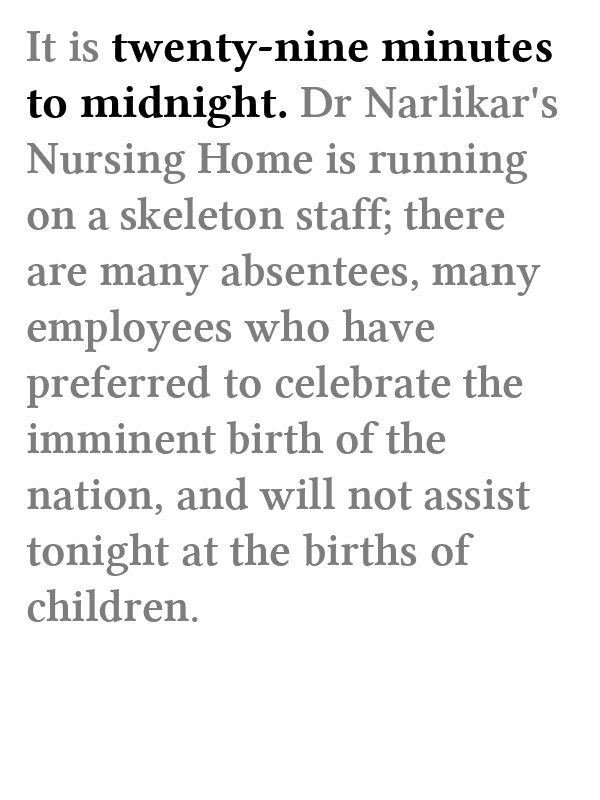 It is twenty-nine minutes
to midnight. Dr Narlikar's
Nursing Home is running
on a skeleton staff; there
are many absentees, many
employees who have
preferred to celebrate the
imminent birth of the
nation, and will not assist
tonight at the births of
children.